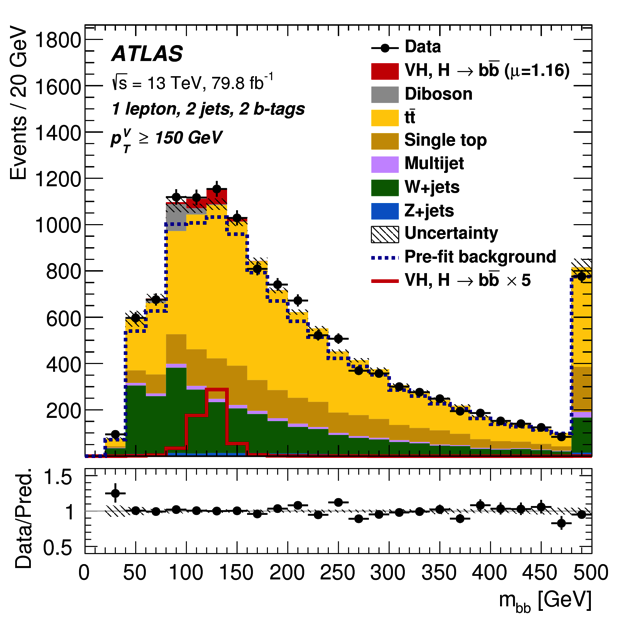 Events / 20 GeV
1800
1600
1400
1200
1000
800
600
400
200
ATLAS
√s = 13 TeV, 79.8 fb⁻¹
1 lepton, 2 jets, 2 b-tags
p_T^V ≥ 150 GeV
Data
VH, H → bb̄ (μ=1.16)
Diboson
tt̄
Single top
Multijet
W+jets
Z+jets
Uncertainty
Pre-fit background
VH, H → bb̄ × 5
Data/Pred.
1.5
1
0.5
0 50 100 150 200 250 300 350 400 450 500
m_bb [GeV]